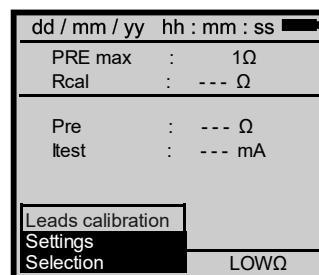 dd / mm / yy hh : mm : ss
PRE max : 1Ω
Rcal : - - - Ω
Pre : - - - Ω
Itest : - - - mA
Leads calibration
Settings
Selection LOWΩ